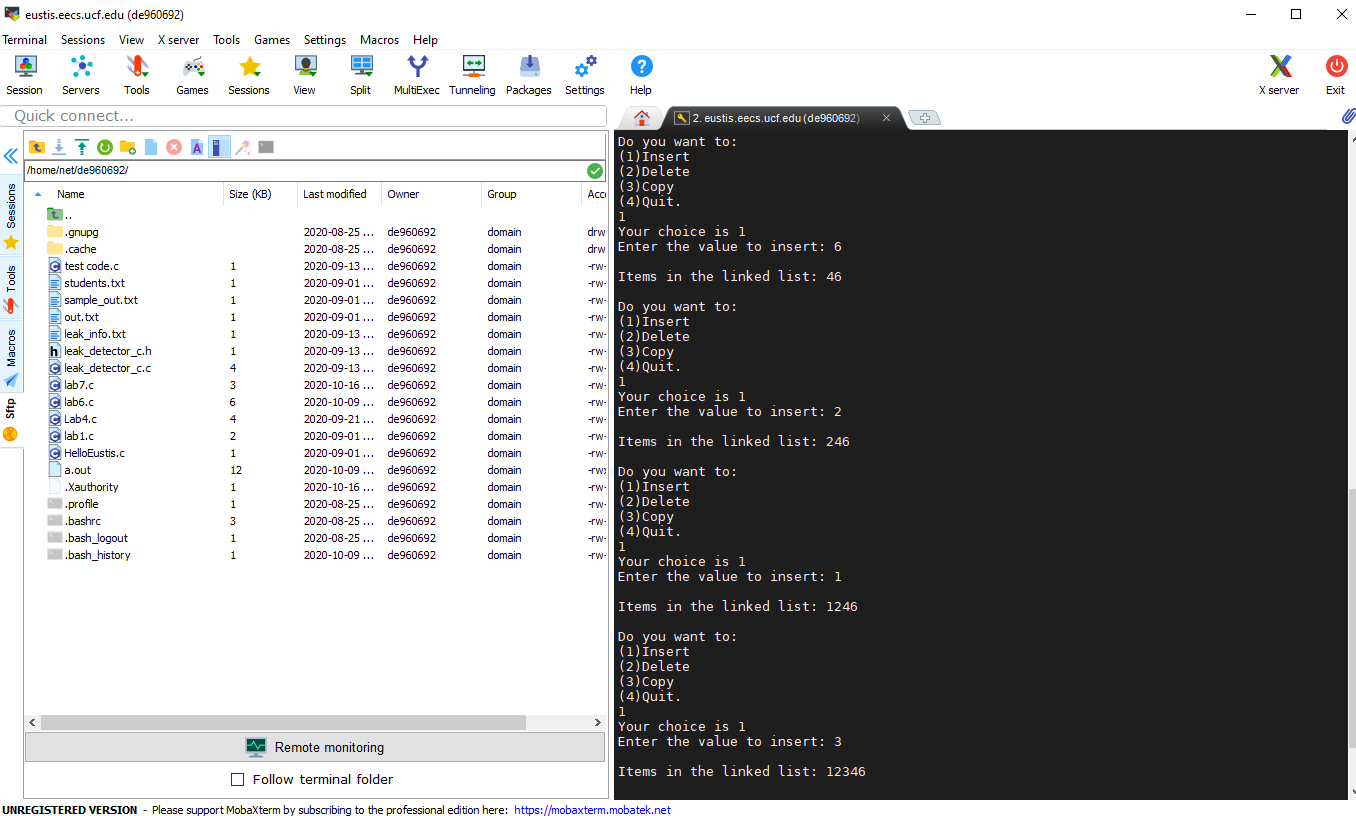 eustis.eecs.ucf.edu (de960692)
Terminal Sessions View X server Tools Games Settings Macros Help
Session Servers Tools Games Sessions View Split MultiExec Tunneling Packages Settings Help X server Exit
Quick connect...
2. eustis.eecs.ucf.edu (de960692)
/home/net/de960692/
Sessions
Tools
Macros
Sftp
Name Size (KB) Last modified Owner Group Acc
..
.gnupg 2020-08-25 ... de960692 domain drw
.cache 2020-08-25 ... de960692 domain drw
test code.c 1 2020-09-13 ... de960692 domain -rw-
students.txt 1 2020-09-01 ... de960692 domain -rw-
sample_out.txt 1 2020-09-01 ... de960692 domain -rw-
out.txt 1 2020-09-01 ... de960692 domain -rw-
leak_info.txt 1 2020-09-13 ... de960692 domain -rw-
leak_detector_c.h 1 2020-09-13 ... de960692 domain -rw-
leak_detector_c.c 4 2020-09-13 ... de960692 domain -rw-
lab7.c 3 2020-10-16 ... de960692 domain -rw-
lab6.c 6 2020-10-09 ... de960692 domain -rw-
Lab4.c 4 2020-09-21 ... de960692 domain -rw-
lab1.c 2 2020-09-01 ... de960692 domain -rw-
HelloEustis.c 1 2020-09-01 ... de960692 domain -rw-
a.out 12 2020-10-09 ... de960692 domain -rwx
.Xauthority 1 2020-10-16 ... de960692 domain -rw-
.profile 1 2020-08-25 ... de960692 domain -rw-
.bashrc 3 2020-08-25 ... de960692 domain -rw-
.bash_logout 1 2020-08-25 ... de960692 domain -rw-
.bash_history 1 2020-10-09 ... de960692 domain -rw-
Remote monitoring
Follow terminal folder
Do you want to:
(1)Insert
(2)Delete
(3)Copy
(4)Quit.
1
Your choice is 1
Enter the value to insert: 6
Items in the linked list: 46
Do you want to:
(1)Insert
(2)Delete
(3)Copy
(4)Quit.
1
Your choice is 1
Enter the value to insert: 2
Items in the linked list: 246
Do you want to:
(1)Insert
(2)Delete
(3)Copy
(4)Quit.
1
Your choice is 1
Enter the value to insert: 1
Items in the linked list: 1246
Do you want to:
(1)Insert
(2)Delete
(3)Copy
(4)Quit.
1
Your choice is 1
Enter the value to insert: 3
Items in the linked list: 12346
UNREGISTERED VERSION - Please support MobaXterm by subscribing to the professional edition here: https://mobaxterm.mobatek.net